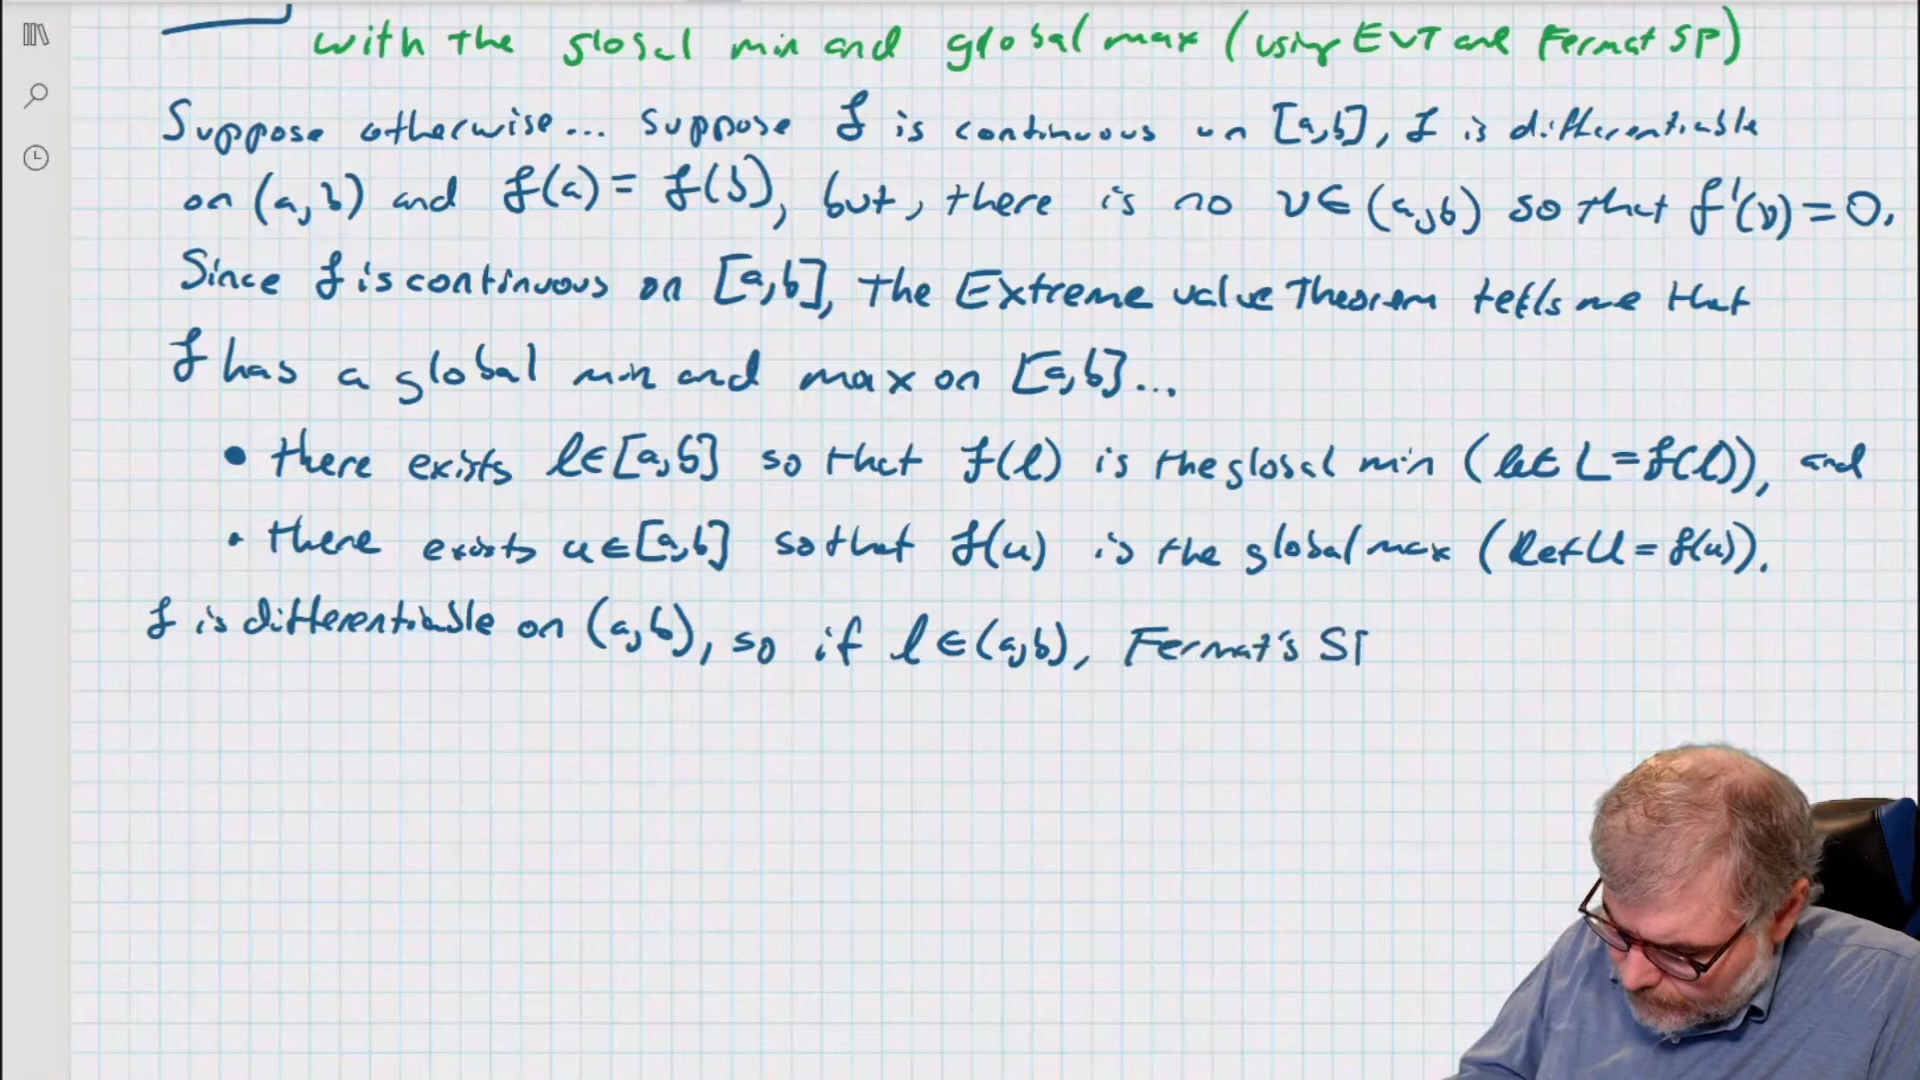 with the global min and global max (using EVT and Fermat SP)
Suppose otherwise... suppose f is continuous on [a,b], f is differentiable
on (a,b) and f(a) = f(b), but, there is no v∈(a,b) so that f'(v)=0.
Since f is continuous on [a,b], the Extreme value Theorem tells me that
f has a global min and max on [a,b]...
• there exists l∈[a,b] so that f(l) is the global min (let L=f(l)), and
• there exists u∈[a,b] so that f(u) is the global max (let U = f(u)).
f is differentiable on (a,b), so if l∈(a,b), Fermat's SP